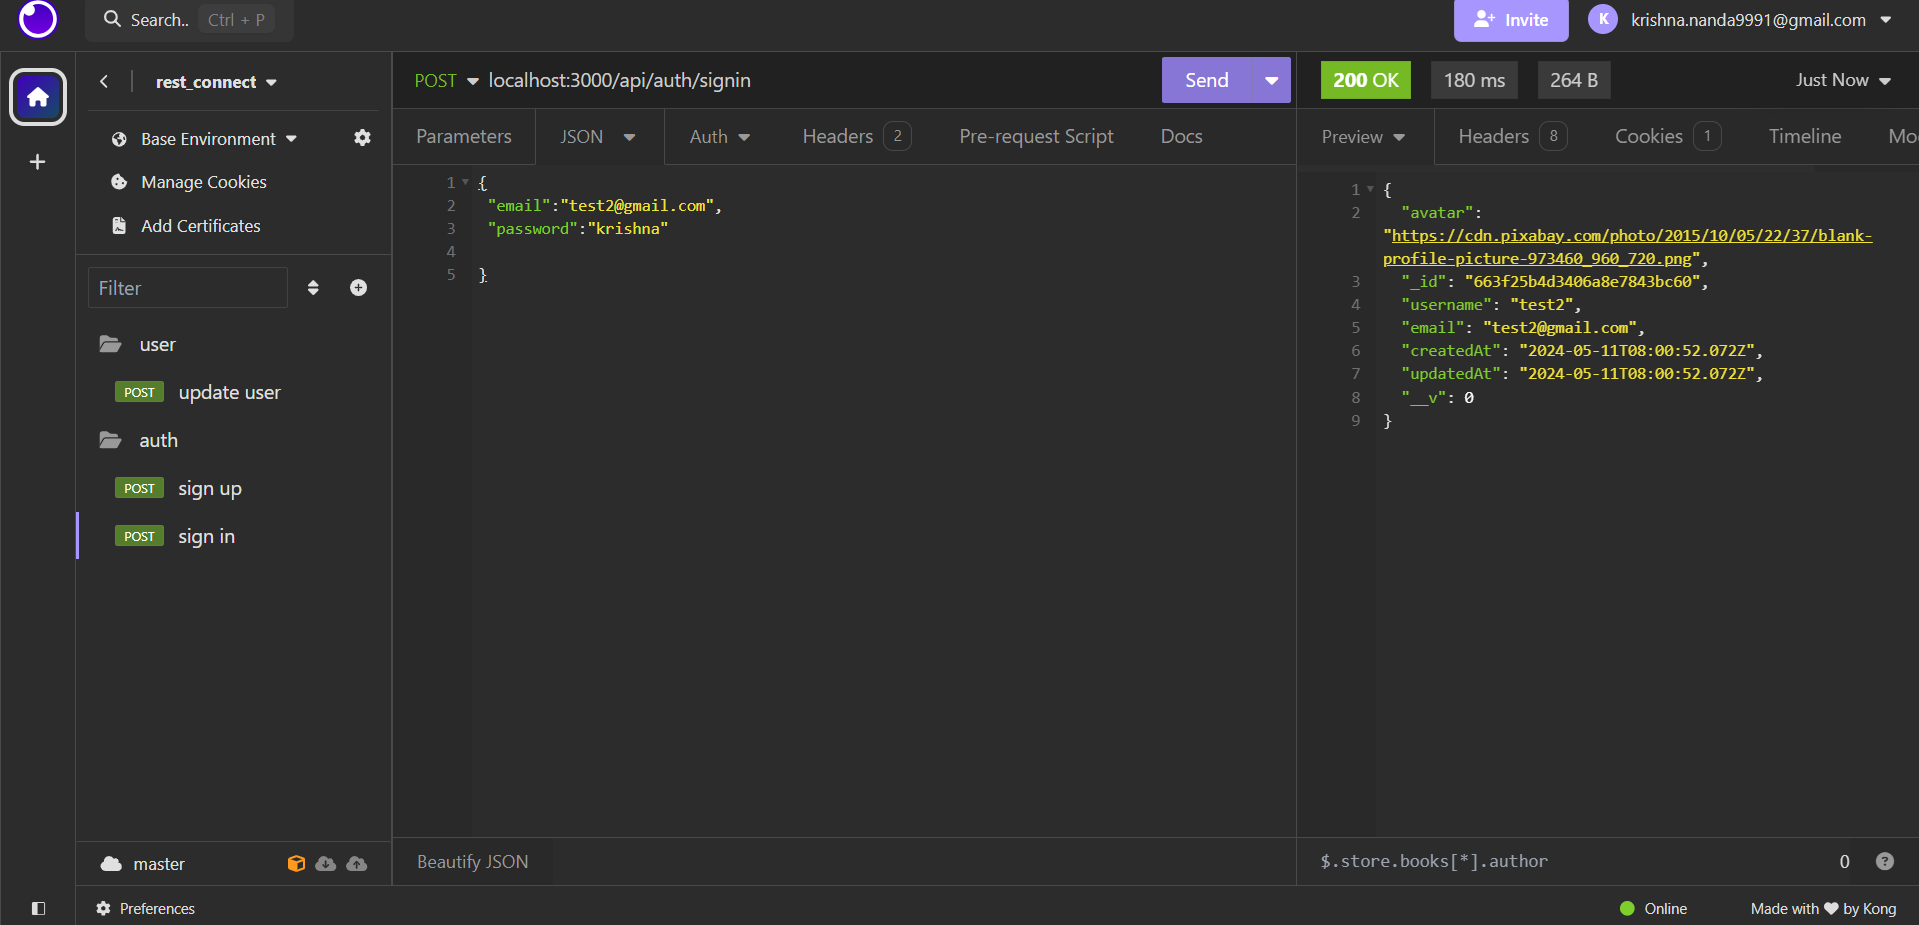 Search.. Ctrl + P
Invite K krishna.nanda9991@gmail.com
rest_connect
Base Environment
Manage Cookies
Add Certificates
Filter
user
POST update user
auth
POST sign up
POST sign in
master
Preferences
POST localhost:3000/api/auth/signin Send
Parameters JSON Auth Headers 2 Pre-request Script Docs
1 {
2 "email":"test2@gmail.com",
3 "password":"krishna"
4
5 }
Beautify JSON
200 OK 180 ms 264 B Just Now
Preview Headers 8 Cookies 1 Timeline Mo
1 {
2 "avatar":
"https://cdn.pixabay.com/photo/2015/10/05/22/37/blank-
profile-picture-973460_960_720.png",
3 "_id": "663f25b4d3406a8e7843bc60",
4 "username": "test2",
5 "email": "test2@gmail.com",
6 "createdAt": "2024-05-11T08:00:52.072Z",
7 "updatedAt": "2024-05-11T08:00:52.072Z",
8 "__v": 0
9 }
$.store.books[*].author 0 ?
Online Made with ❤ by Kong